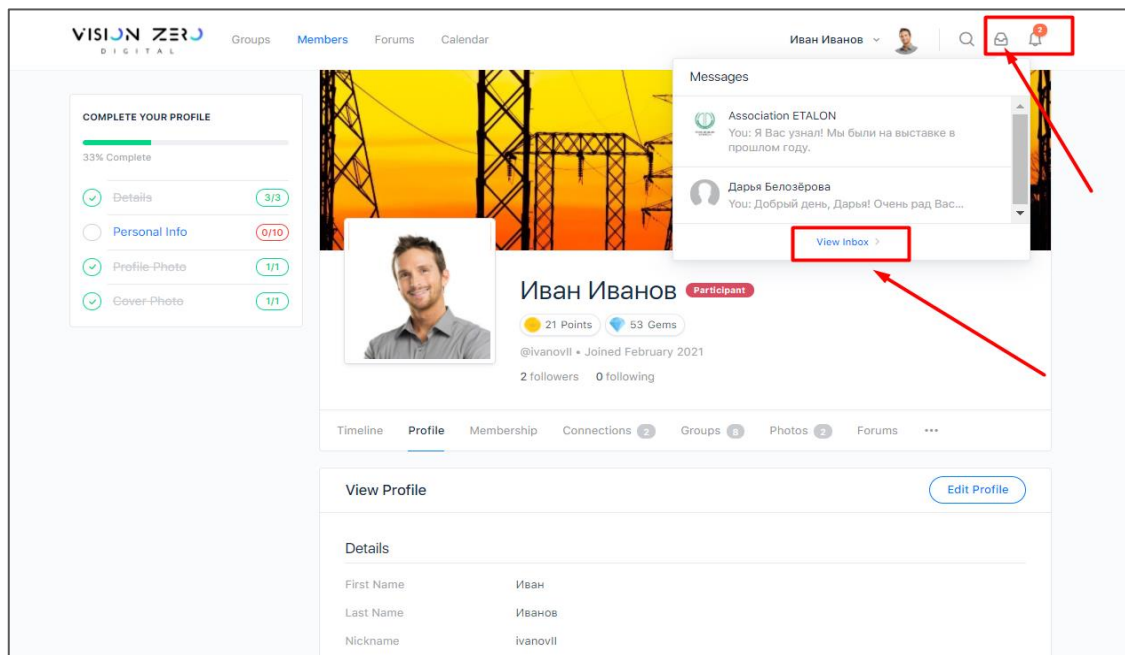 VISION ZERO
DIGITAL
Groups
Members
Forums
Calendar
Иван Иванов
2
Messages
Association ETALON
You: Я Вас узнал! Мы были на выставке в
прошлом году.
Дарья Белозёрова
You: Добрый день, Дарья! Очень рад Вас...
View Inbox
COMPLETE YOUR PROFILE
33% Complete
Details 3/3
Personal Info 0/10
Profile Photo 1/1
Cover Photo 1/1
Иван Иванов Participant
21 Points 53 Gems
@ivanovII • Joined February 2021
2 followers 0 following
Timeline Profile Membership Connections 2 Groups 8 Photos 2 Forums •••
View Profile
Edit Profile
Details
First Name Иван
Last Name Иванов
Nickname ivanovII